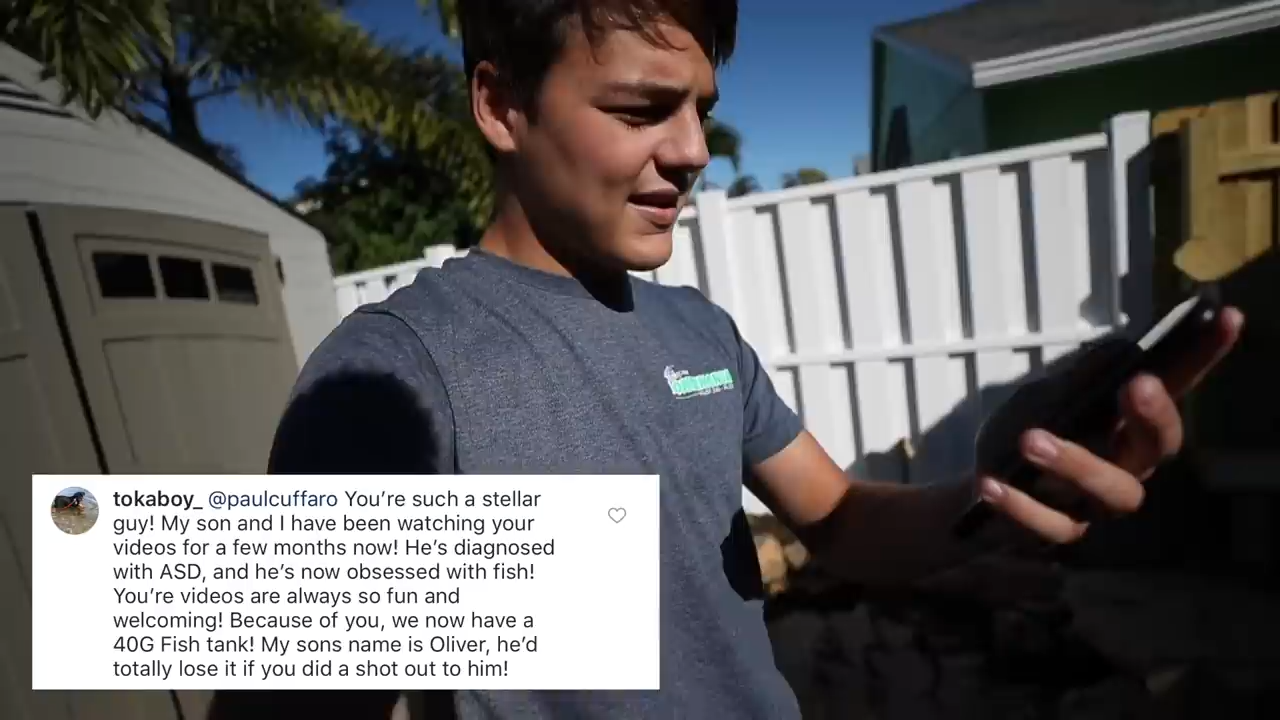 tokaboy_ @paulcuffaro You’re such a stellar
guy! My son and I have been watching your
videos for a few months now! He’s diagnosed
with ASD, and he’s now obsessed with fish!
You’re videos are always so fun and
welcoming! Because of you, we now have a
40G Fish tank! My sons name is Oliver, he’d
totally lose it if you did a shot out to him!